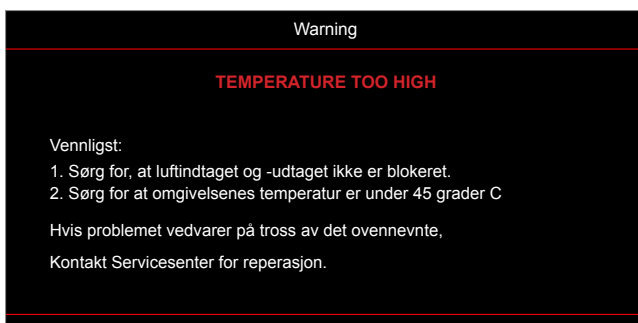 Warning
TEMPERATURE TOO HIGH
Vennligst:
1. Sørg for, at luftindtaget og -udtaget ikke er blokeret.
2. Sørg for at omgivelsenes temperatur er under 45 grader C
Hvis problemet vedvarer på tross av det ovennevnte,
Kontakt Servicesenter for reperasjon.